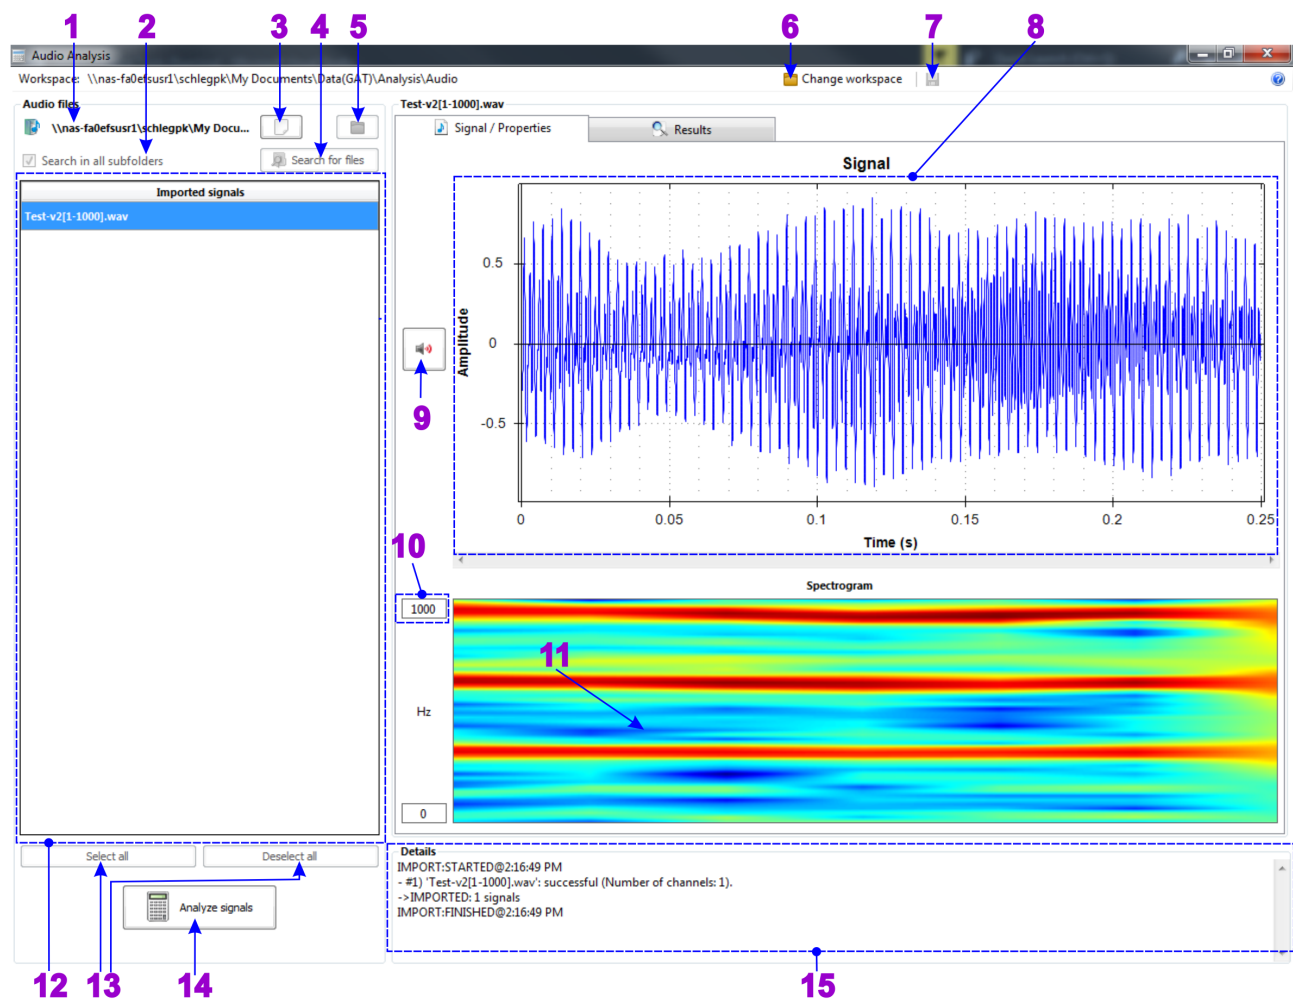 1 2 3 4 5 6 7 8
Audio Analysis
Workspace: \\nas-fa0efsusr1\schlegpk\My Documents\Data(GAT)\Analysis\Audio
Change workspace
Audio files
Test-v2[1-1000].wav
\\nas-fa0efsusr1\schlegpk\My Docu...
Signal / Properties
Results
Search in all subfolders
Search for files
Signal
Imported signals
Test-v2[1-1000].wav
0.5
0
-0.5
Amplitude
9
0 0.05 0.1 0.15 0.2 0.25
Time (s)
10
Spectrogram
1000
11
Hz
0
Select all
Deselect all
Analyze signals
Details
IMPORT:STARTED@2:16:49 PM
- #1) 'Test-v2[1-1000].wav': successful (Number of channels: 1).
->IMPORTED: 1 signals
IMPORT:FINISHED@2:16:49 PM
12 13 14 15